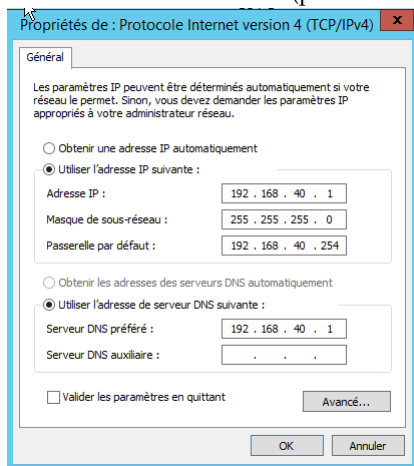 Propriétés de : Protocole Internet version 4 (TCP/IPv4) x
Général
Les paramètres IP peuvent être déterminés automatiquement si votre
réseau le permet. Sinon, vous devez demander les paramètres IP
appropriés à votre administrateur réseau.
Obtenir une adresse IP automatiquement
Utiliser l'adresse IP suivante :
Adresse IP : 192 . 168 . 40 . 1
Masque de sous-réseau : 255 . 255 . 255 . 0
Passerelle par défaut : 192 . 168 . 40 . 254
Obtenir les adresses des serveurs DNS automatiquement
Utiliser l'adresse de serveur DNS suivante :
Serveur DNS préféré : 192 . 168 . 40 . 1
Serveur DNS auxiliaire : . . .
Valider les paramètres en quittant
Avancé...
OK Annuler